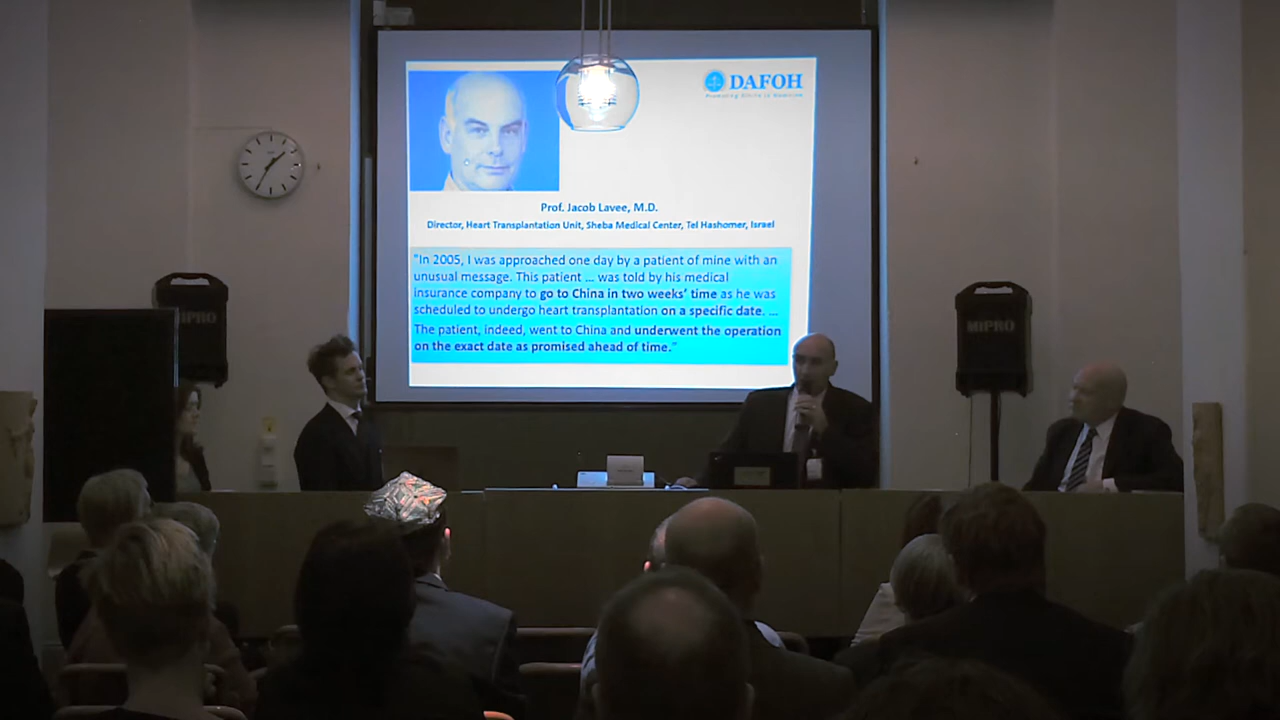 DAFOH
Promoting Ethics in Medicine
Prof. Jacob Lavee, M.D.
Director, Heart Transplantation Unit, Sheba Medical Center, Tel Hashomer, Israel
"In 2005, I was approached one day by a patient of mine with an
unusual message. This patient ... was told by his medical
insurance company to go to China in two weeks' time as he was
scheduled to undergo heart transplantation on a specific date. ...
The patient, indeed, went to China and underwent the operation
on the exact date as promised ahead of time."
MIPRO
MIPRO